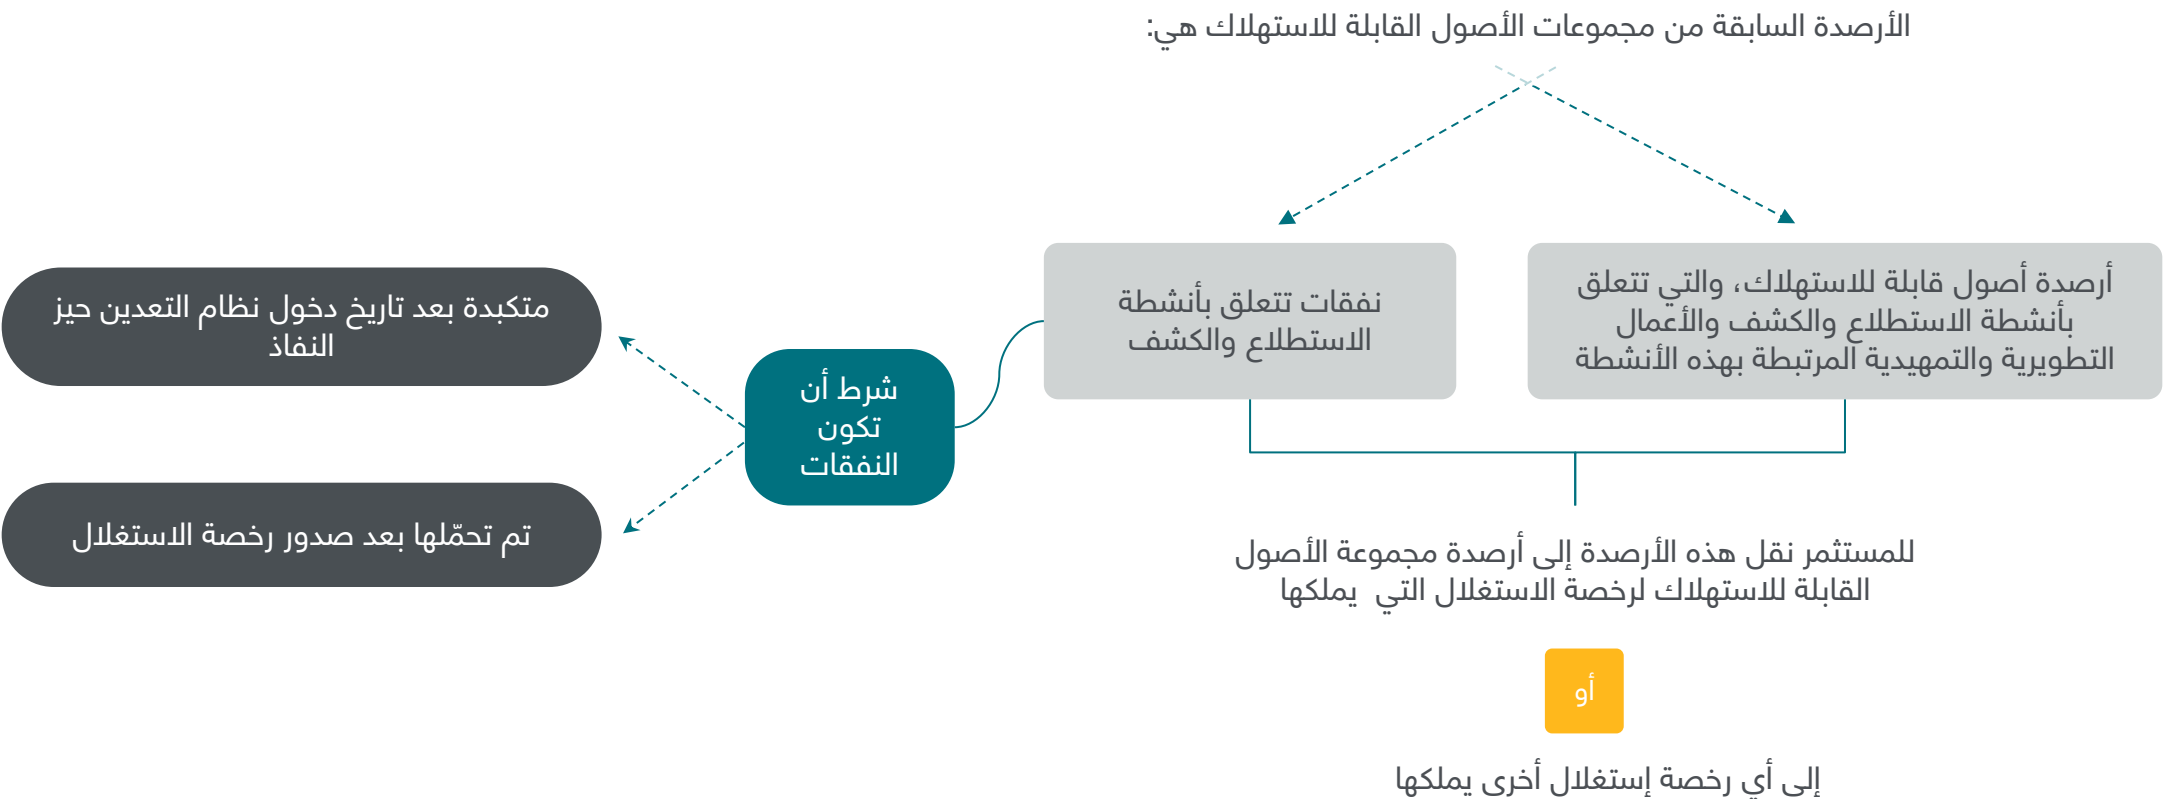 الأرصدة السابقة من مجموعات الأصول القابلة للاستهلاك هي:
أرصدة أصول قابلة للاستهلاك، والتي تتعلق
بأنشطة الاستطلاع والكشف والأعمال
التطويرية والتمهيدية المرتبطة بهذه الأنشطة
نفقات تتعلق بأنشطة
الاستطلاع والكشف
شرط أن
تكون
النفقات
متكبدة بعد تاريخ دخول نظام التعدين حيز
النفاذ
تم تحمّلها بعد صدور رخصة الاستغلال
للمستثمر نقل هذه الأرصدة إلى أرصدة مجموعة الأصول
القابلة للاستهلاك لرخصة الاستغلال التي يملكها
أو
إلى أي رخصة إستغلال أخرى يملكها